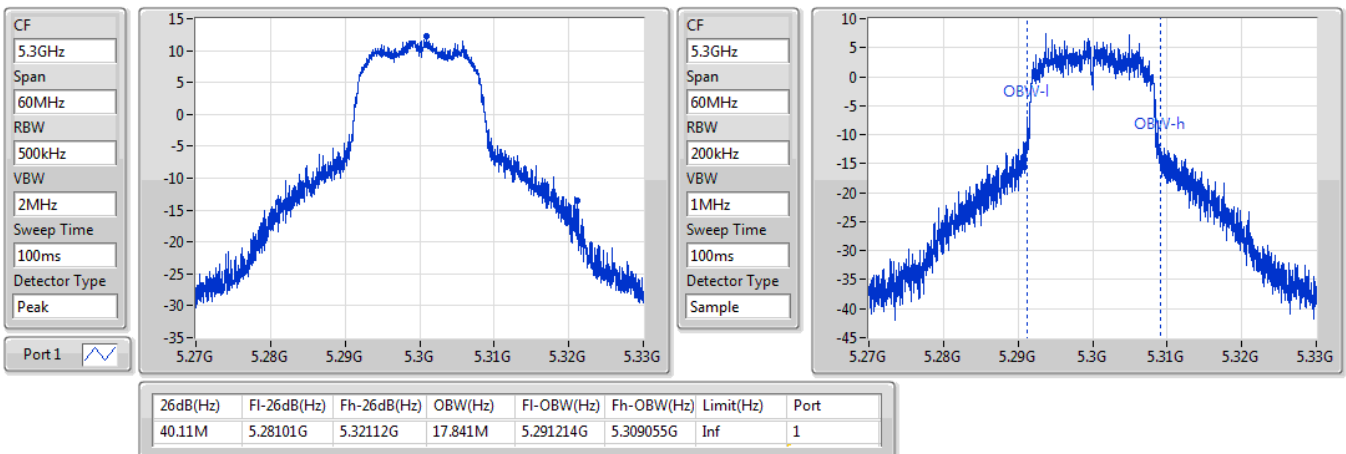 CF
5.3GHz
Span
60MHz
RBW
500kHz
VBW
2MHz
Sweep Time
100ms
Detector Type
Peak
Port 1
15
10
5
0
-5
-10
-15
-20
-25
-30
-35
5.27G 5.28G 5.29G 5.3G 5.31G 5.32G 5.33G
CF
5.3GHz
Span
60MHz
RBW
200kHz
VBW
1MHz
Sweep Time
100ms
Detector Type
Sample
10
5
0
-5
-10
-15
-20
-25
-30
-35
-40
-45
OBW-l
OBW-h
5.27G 5.28G 5.29G 5.3G 5.31G 5.32G 5.33G
26dB(Hz) Fl-26dB(Hz) Fh-26dB(Hz) OBW(Hz) Fl-OBW(Hz) Fh-OBW(Hz) Limit(Hz) Port
40.11M 5.28101G 5.32112G 17.841M 5.291214G 5.309055G Inf 1